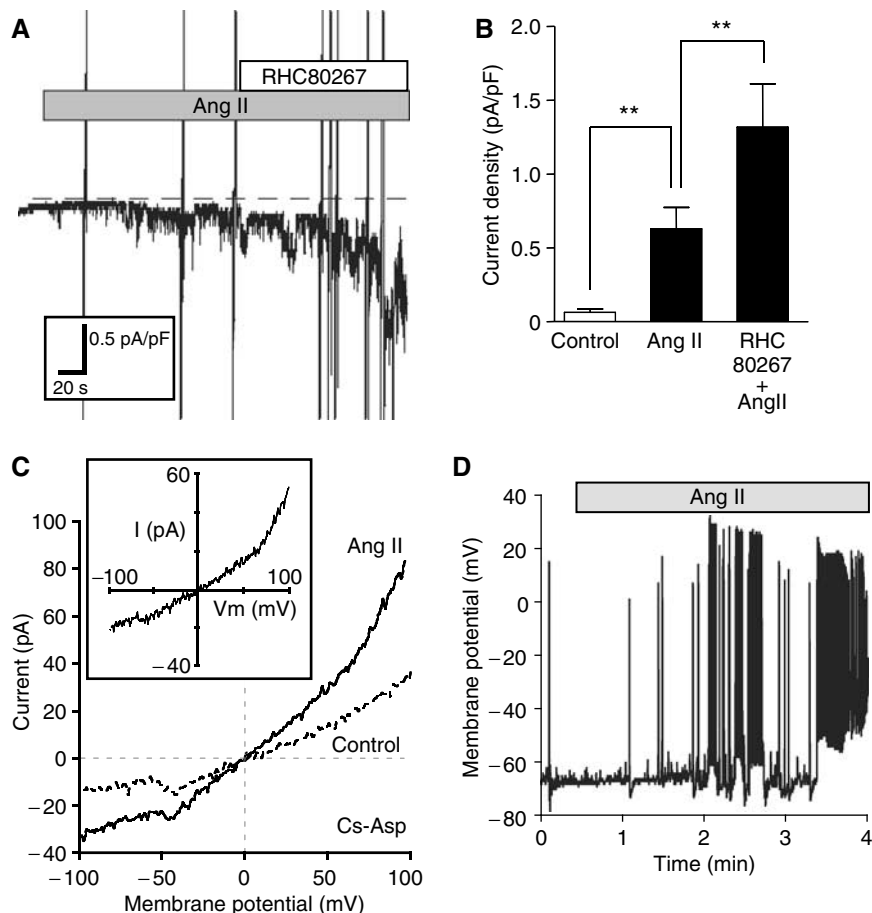 A
RHC80267
Ang II
0.5 pA/pF
20 s
B
Current density (pA/pF)
2.0
1.5
1.0
0.5
0
**
**
Control
Ang II
RHC
80267
+
AngII
C
60
I (pA)
−100
100
Vm (mV)
−40
Current (pA)
100
80
60
40
20
0
−20
−40
Ang II
Control
Cs-Asp
−100
−50
0
50
100
Membrane potential (mV)
D
Ang II
Membrane potential (mV)
40
20
0
−20
−40
−60
−80
0
1
2
3
4
Time (min)